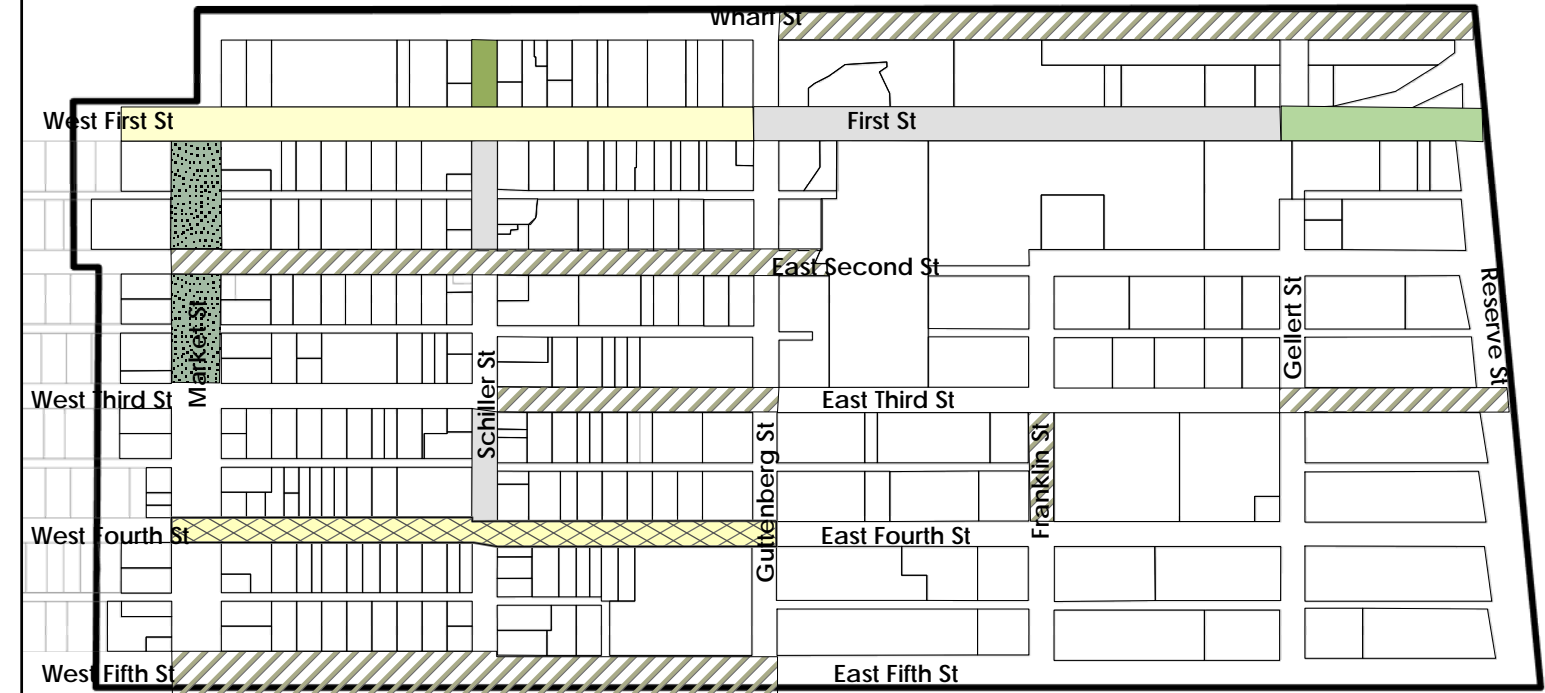 Wharf St
West First St
First St
East Second St
Market St
Schiller St
Gellert St
Reserve St
West Third St
East Third St
Guttenberg St
Franklin St
West Fourth St
East Fourth St
West Fifth St
East Fifth St